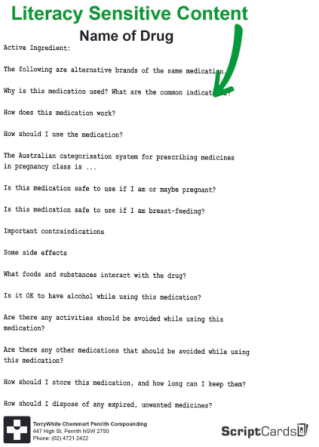 Literacy Sensitive Content
Name of Drug
Active Ingredient:
The following are alternative brands of the same medication
Why is this medication used? What are the common
How does this medication work?
How should I use the medication?
The Australian categorisation system for prescribing medicines
in pregnancy class is ...
Is this medication safe to use if I am or maybe pregnant?
Is this medication safe to use if I am breast-feeding?
Important contraindications
Some side effects
What foods and substances interact with the drug?
Is it OK to have alcohol while using this medication?
Are there any activities should be avoided while using this
medication?
Are there any other medications that should be avoided while using
this medication?
How should I store this medication, and how long can I keep them?
How should I dispose of any expired, unwanted medicines?
TerryWhite Chemmart Penrith Compounding
447 High St, Penrith NSW 2750
Phone: (02) 4721 2422
ScriptCards